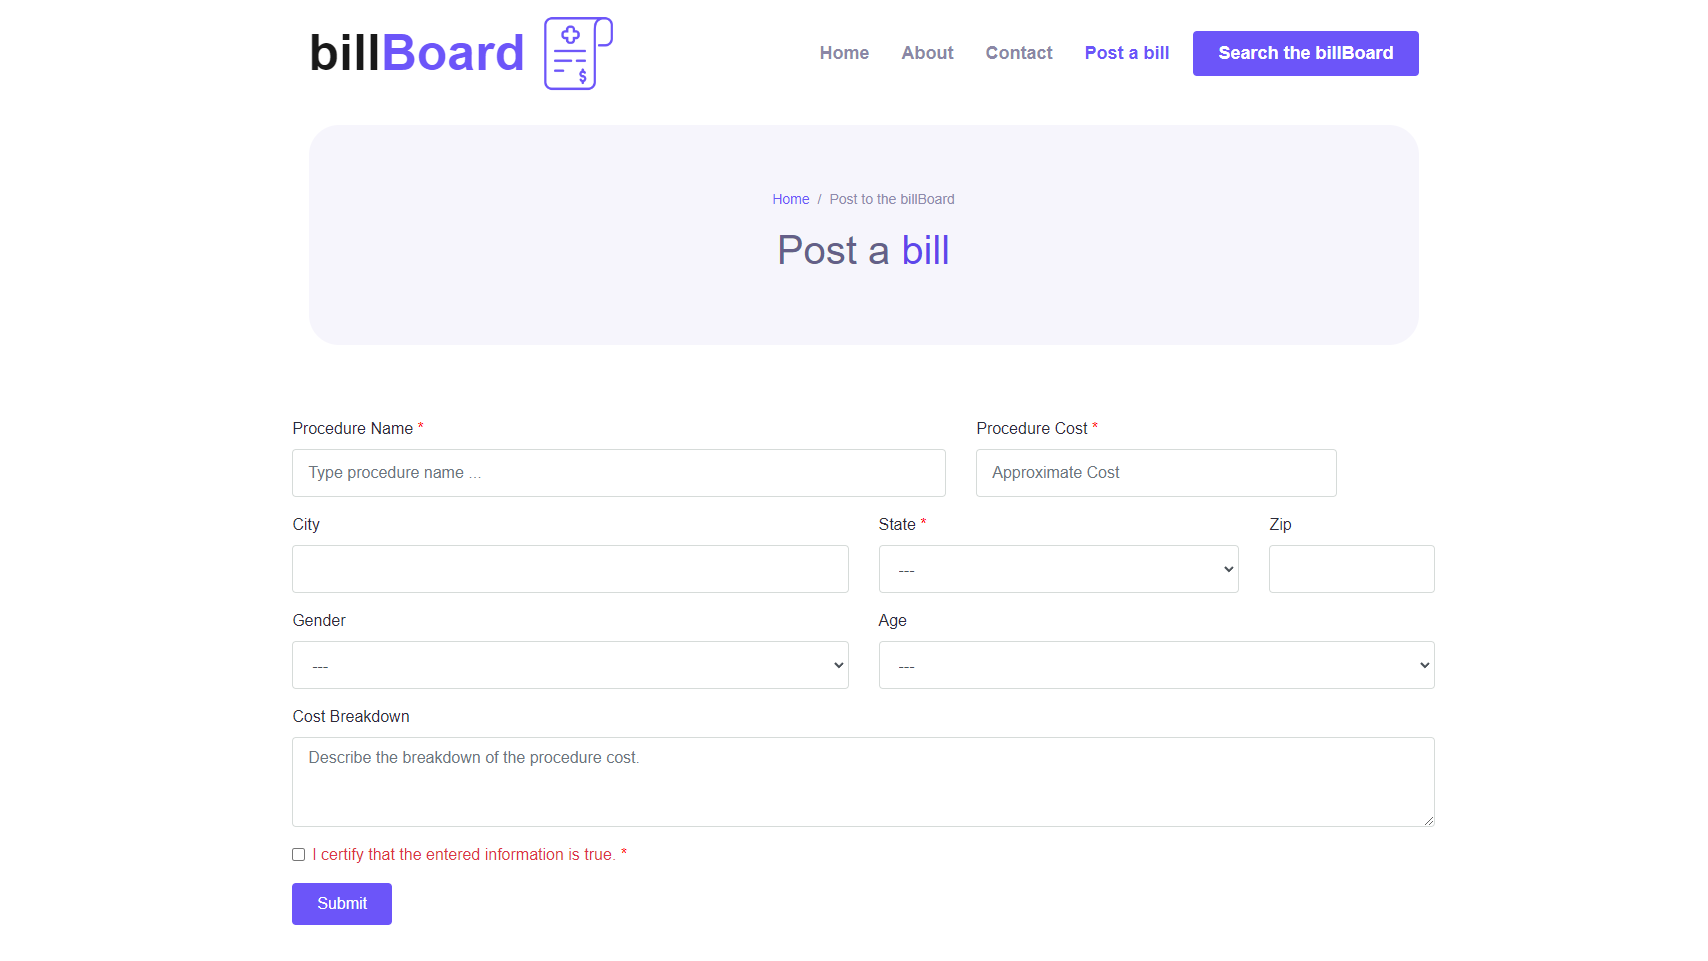 billBoard $ Home About Contact Post a bill Search the billBoard
Home / Post to the billBoard
Post a bill
Procedure Name * Procedure Cost *
Type procedure name ... Approximate Cost
City State * Zip
---
Gender Age
--- ---
Cost Breakdown
Describe the breakdown of the procedure cost.
I certify that the entered information is true. *
Submit